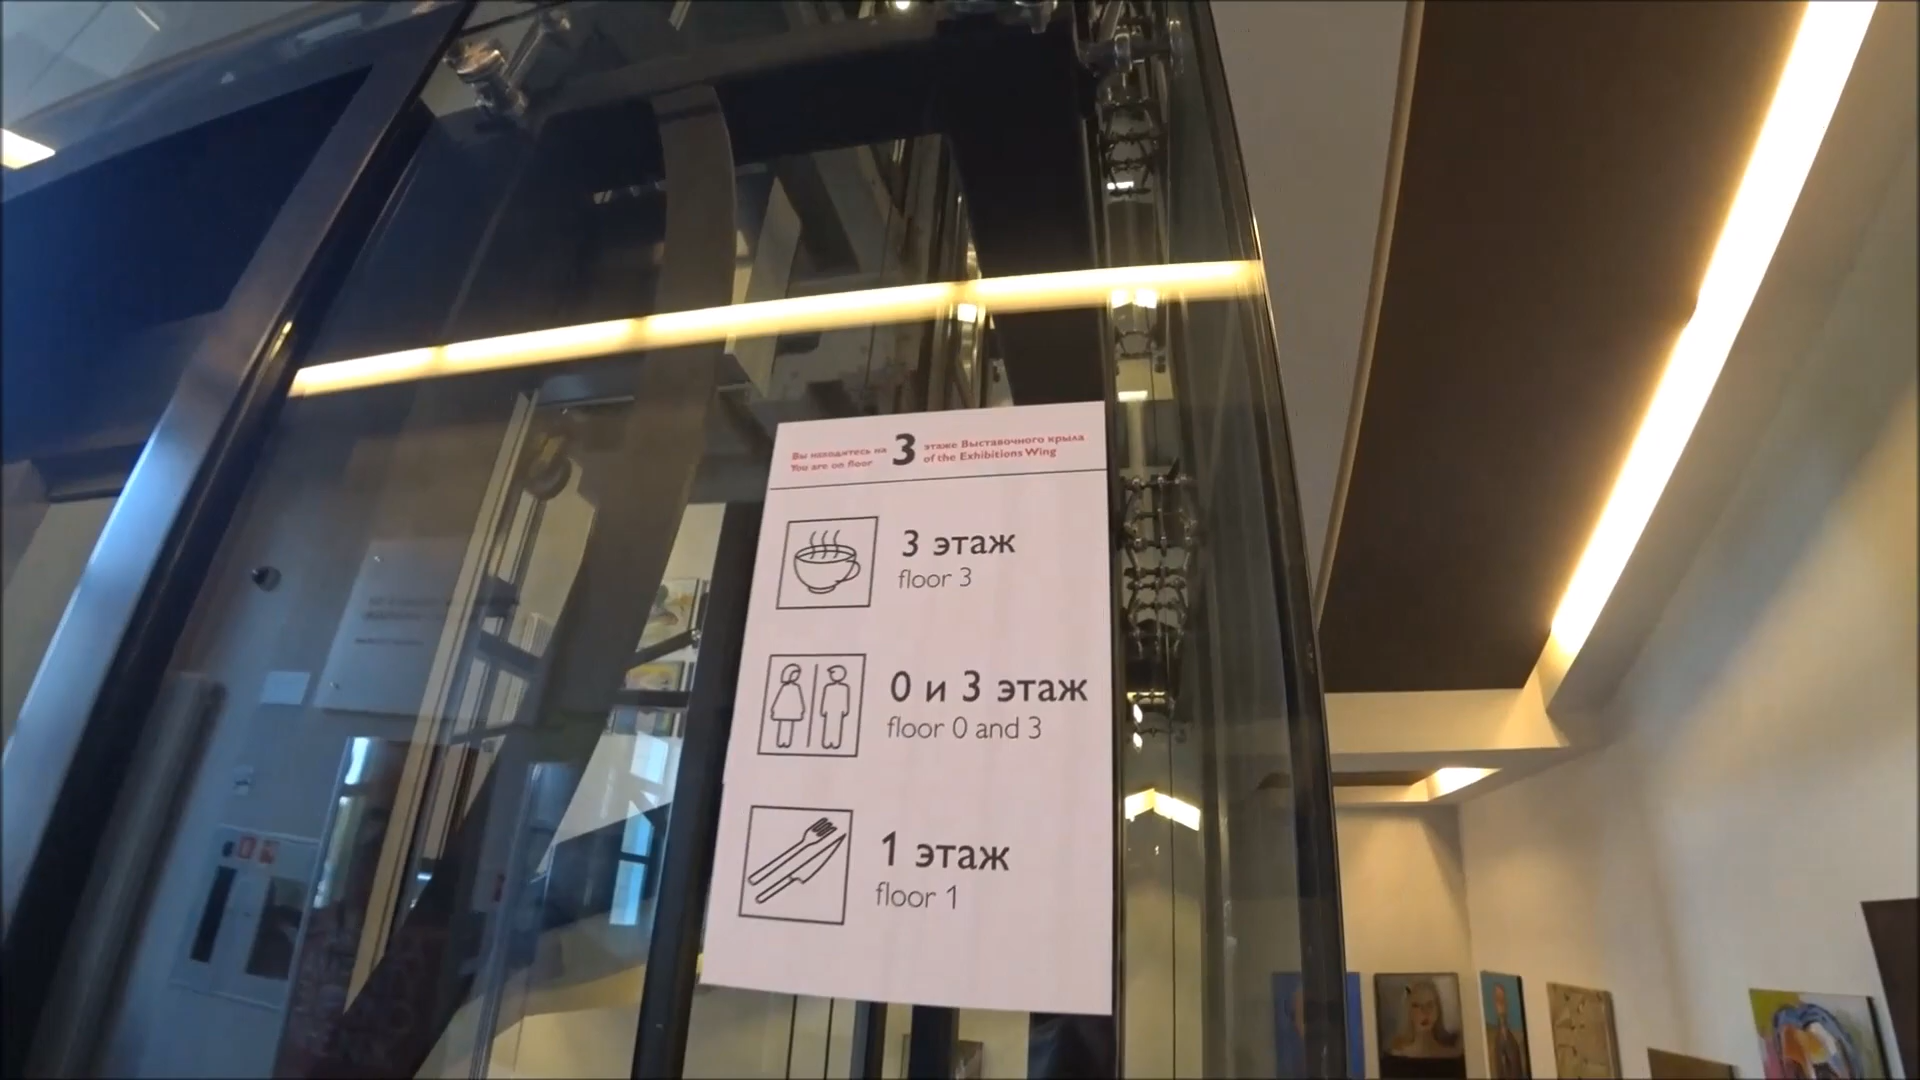 Вы находитесь на 3 этаже Выставочного крыла
You are on floor of the Exhibitions Wing
3 этаж
floor 3
0 и 3 этаж
floor 0 and 3
1 этаж
floor 1